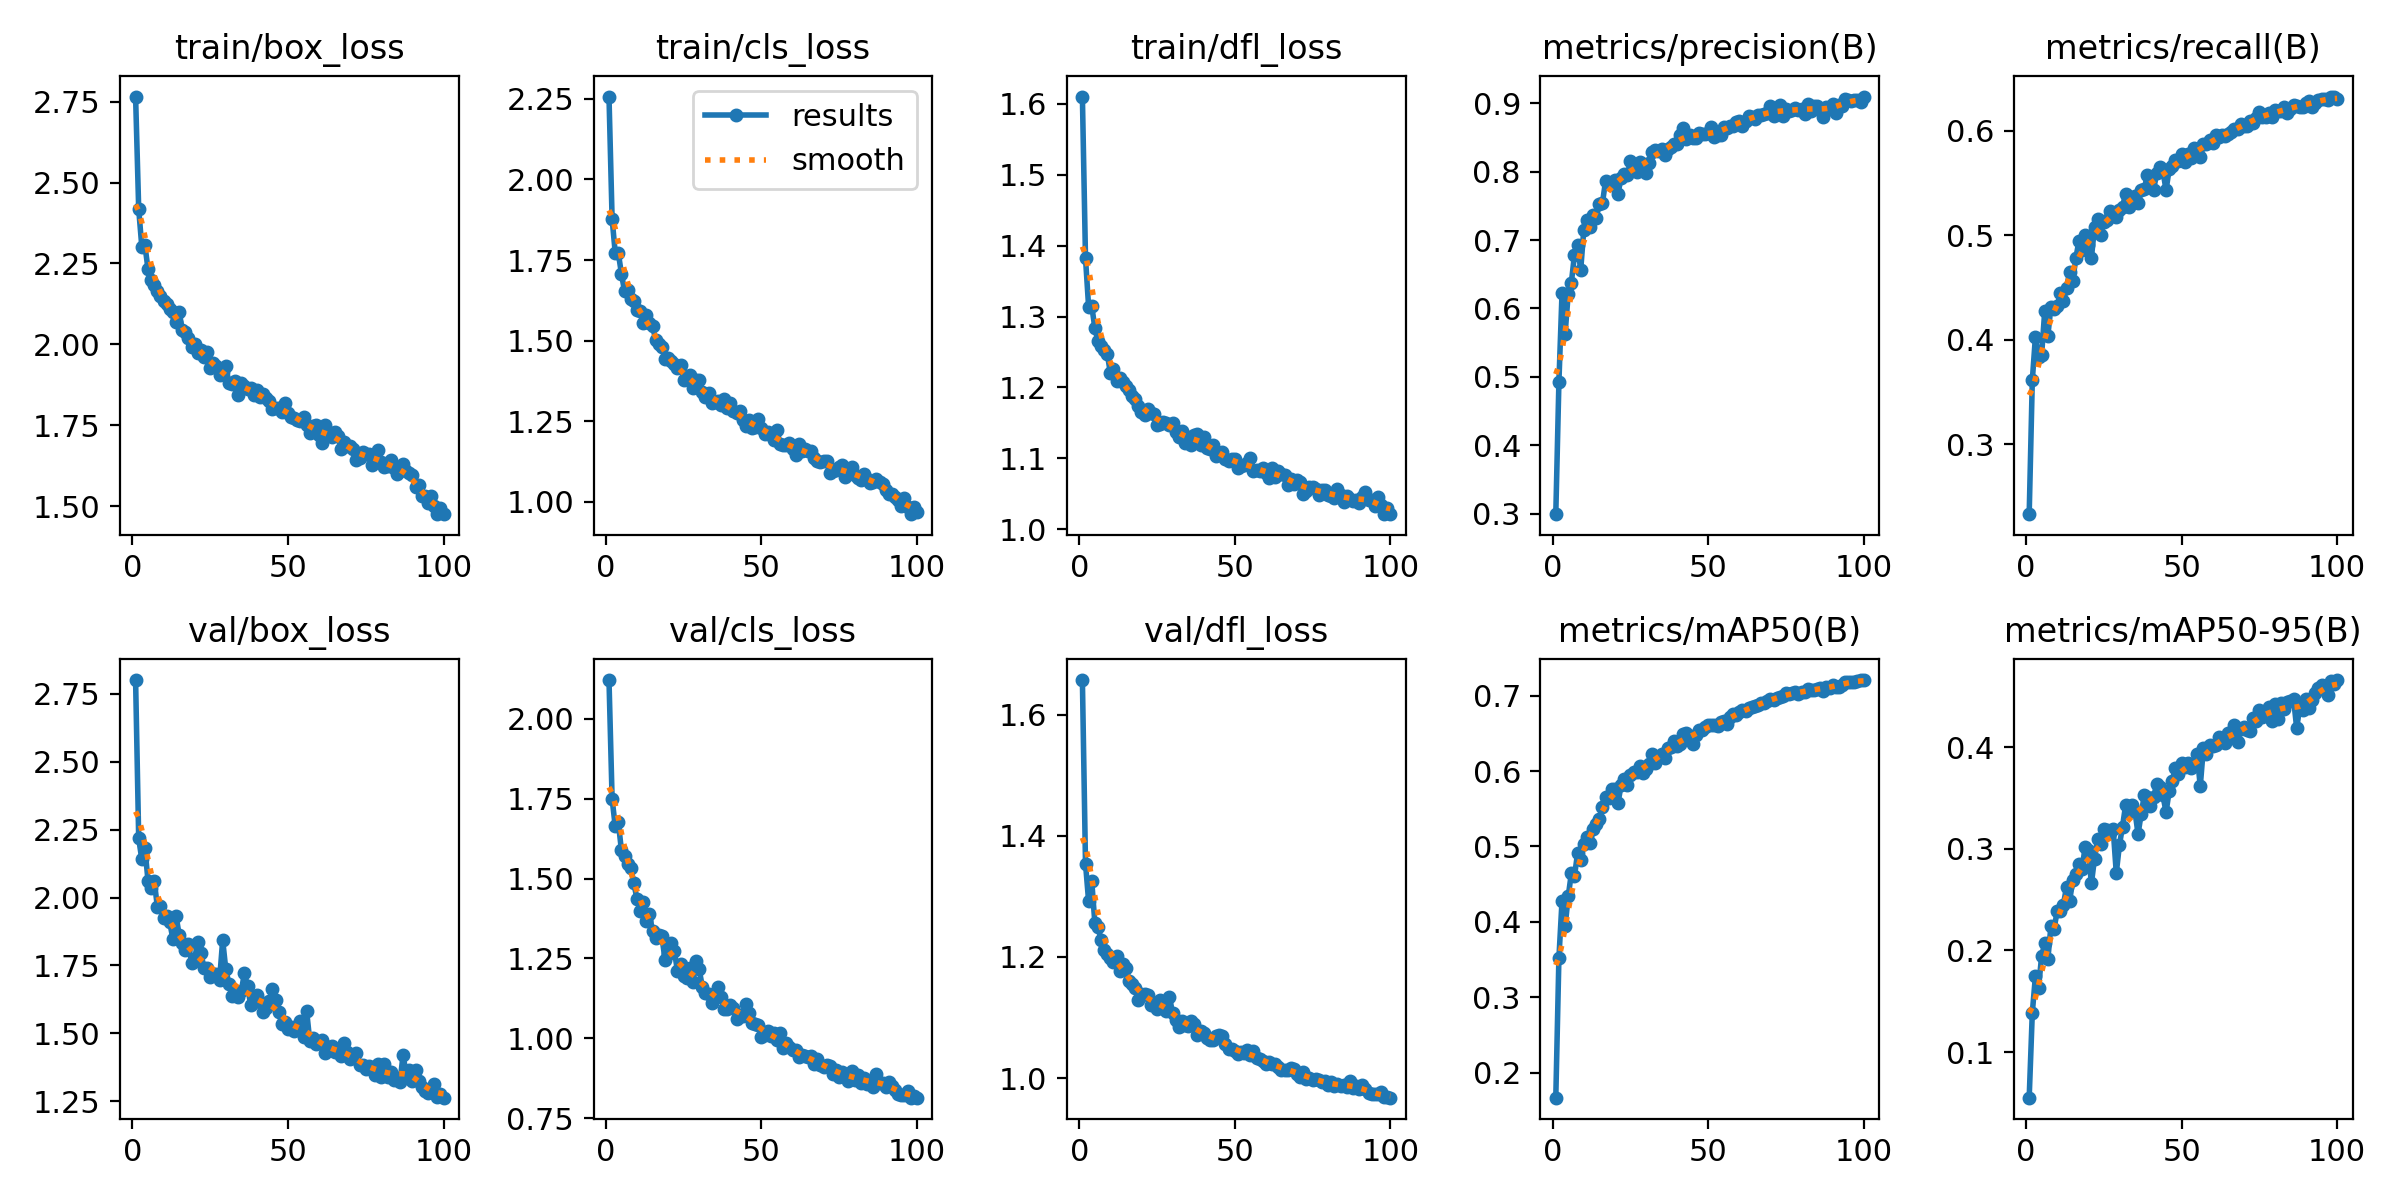 train/box_loss
2.75
2.50
2.25
2.00
1.75
1.50
0 50 100
train/cls_loss
results
smooth
2.25
2.00
1.75
1.50
1.25
1.00
0 50 100
train/dfl_loss
1.6
1.5
1.4
1.3
1.2
1.1
1.0
0 50 100
metrics/precision(B)
0.9
0.8
0.7
0.6
0.5
0.4
0.3
0 50 100
metrics/recall(B)
0.6
0.5
0.4
0.3
0 50 100
val/box_loss
2.75
2.50
2.25
2.00
1.75
1.50
1.25
0 50 100
val/cls_loss
2.00
1.75
1.50
1.25
1.00
0.75
0 50 100
val/dfl_loss
1.6
1.4
1.2
1.0
0 50 100
metrics/mAP50(B)
0.7
0.6
0.5
0.4
0.3
0.2
0 50 100
metrics/mAP50-95(B)
0.4
0.3
0.2
0.1
0 50 100